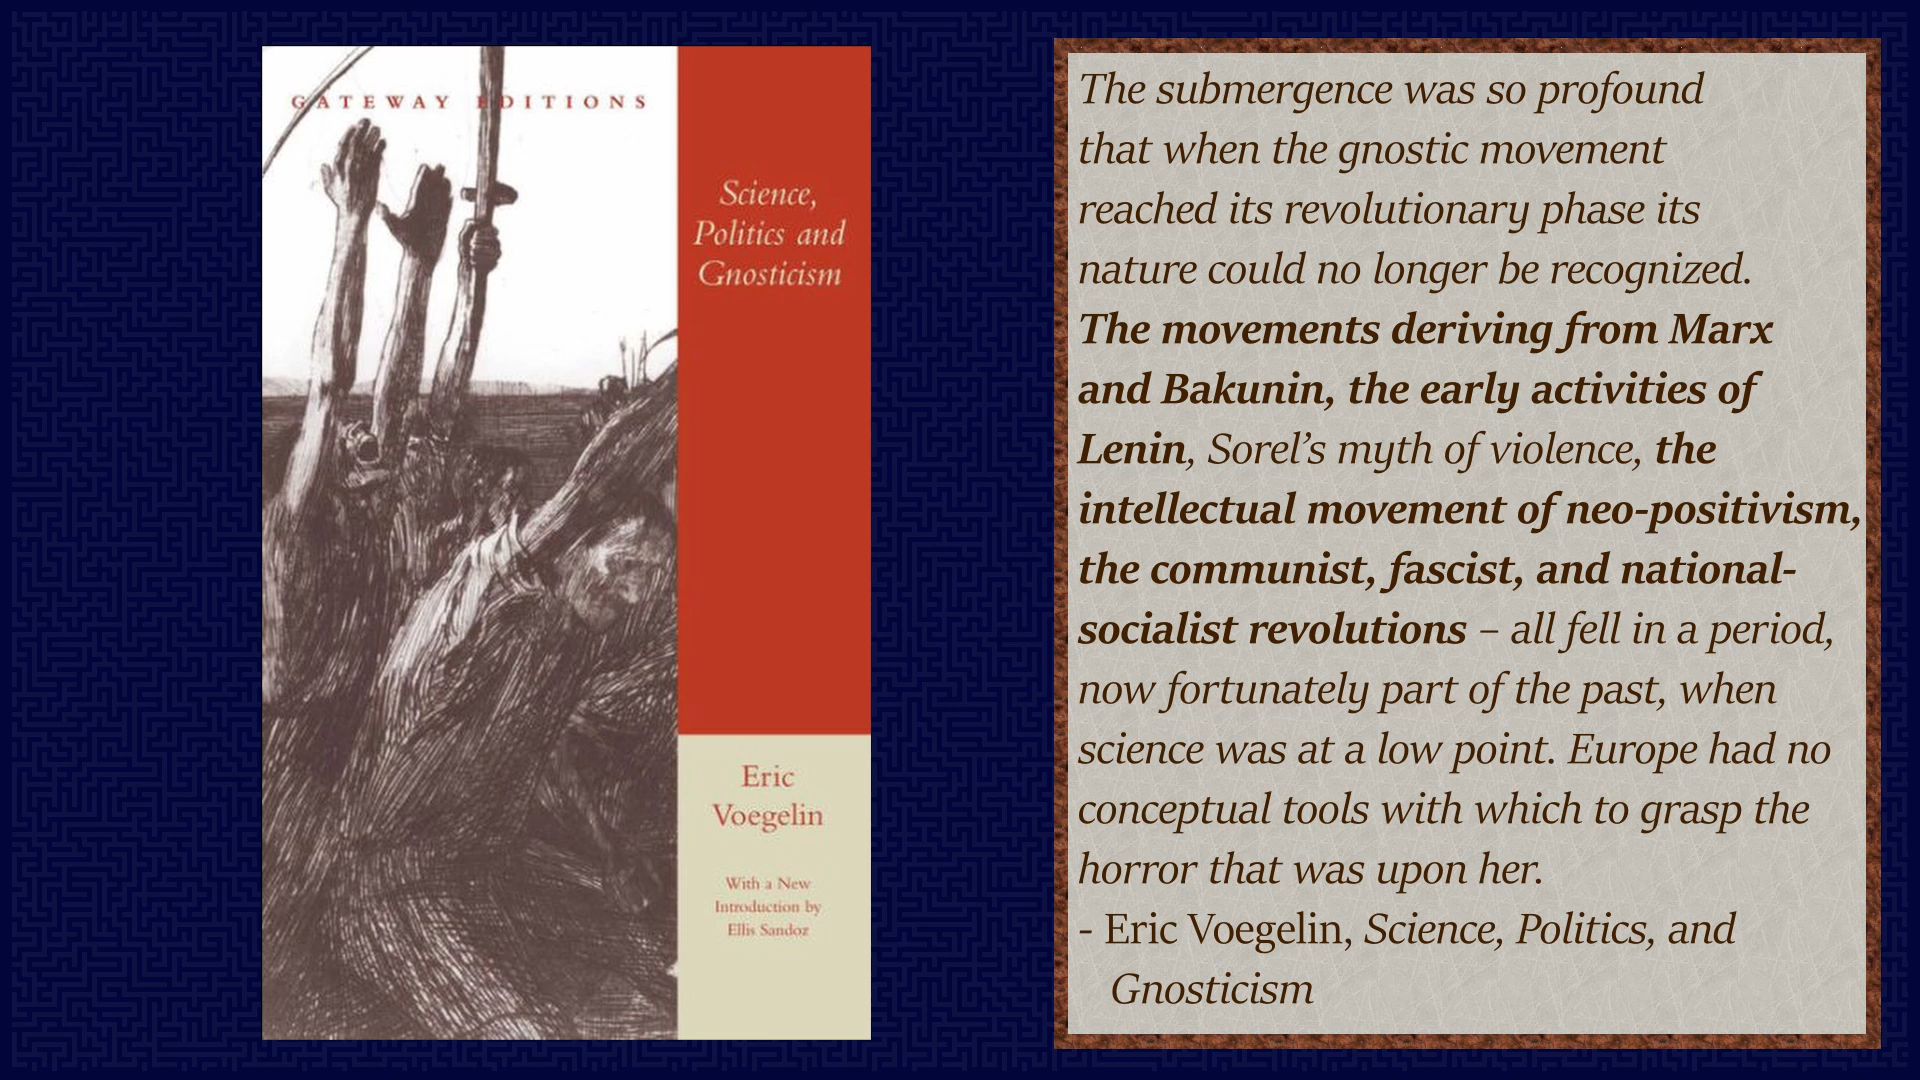 GATEWAY EDITIONS
Science,
Politics and
Gnosticism
Eric
Voegelin
With a New
Introduction by
Ellis Sandoz
The submergence was so profound
that when the gnostic movement
reached its revolutionary phase its
nature could no longer be recognized.
The movements deriving from Marx
and Bakunin, the early activities of
Lenin, Sorel’s myth of violence, the
intellectual movement of neo-positivism,
the communist, fascist, and national-
socialist revolutions – all fell in a period,
now fortunately part of the past, when
science was at a low point. Europe had no
conceptual tools with which to grasp the
horror that was upon her.
- Eric Voegelin, Science, Politics, and
Gnosticism